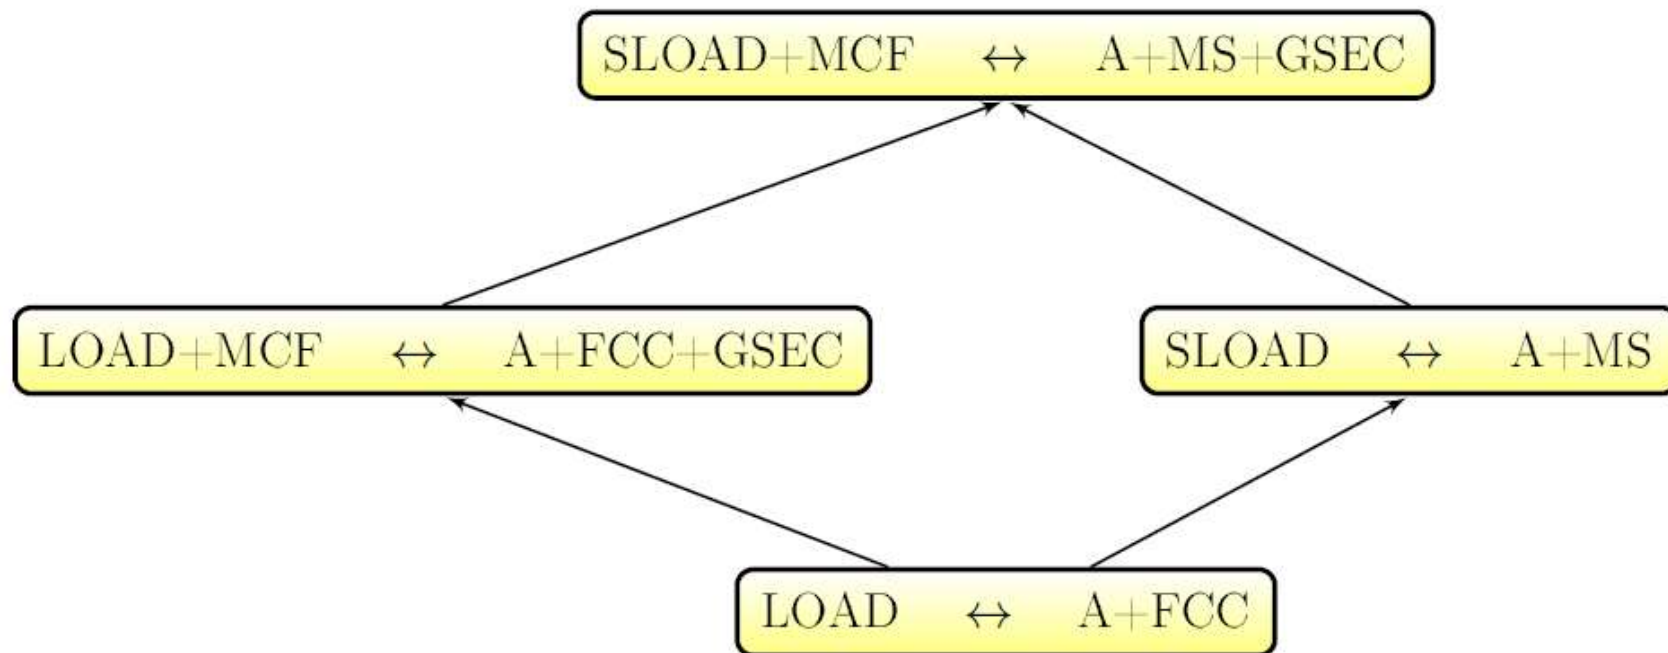 SLOAD+MCF ↔ A+MS+GSEC
LOAD+MCF ↔ A+FCC+GSEC
SLOAD ↔ A+MS
LOAD ↔ A+FCC